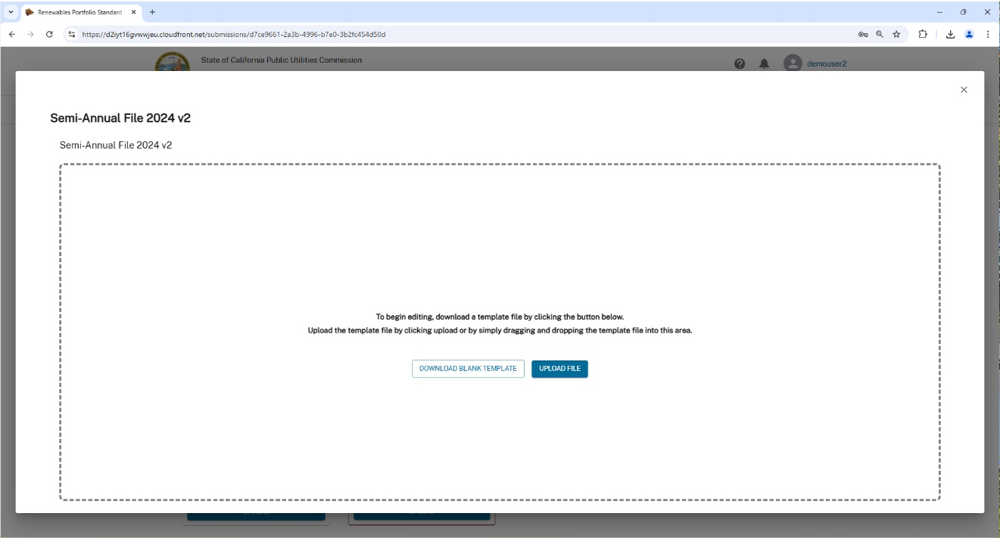 Renewables Portfolio Standard
https://d2iyt16gvwwjeu.cloudfront.net/submissions/d7ce9661-2a3b-4996-b7e0-3b2fc454d50d
State of California Public Utilities Commission
demouser2
Semi-Annual File 2024 v2
Semi-Annual File 2024 v2
To begin editing, download a template file by clicking the button below.
Upload the template file by clicking upload or by simply dragging and dropping the template file into this area.
DOWNLOAD BLANK TEMPLATE
UPLOAD FILE